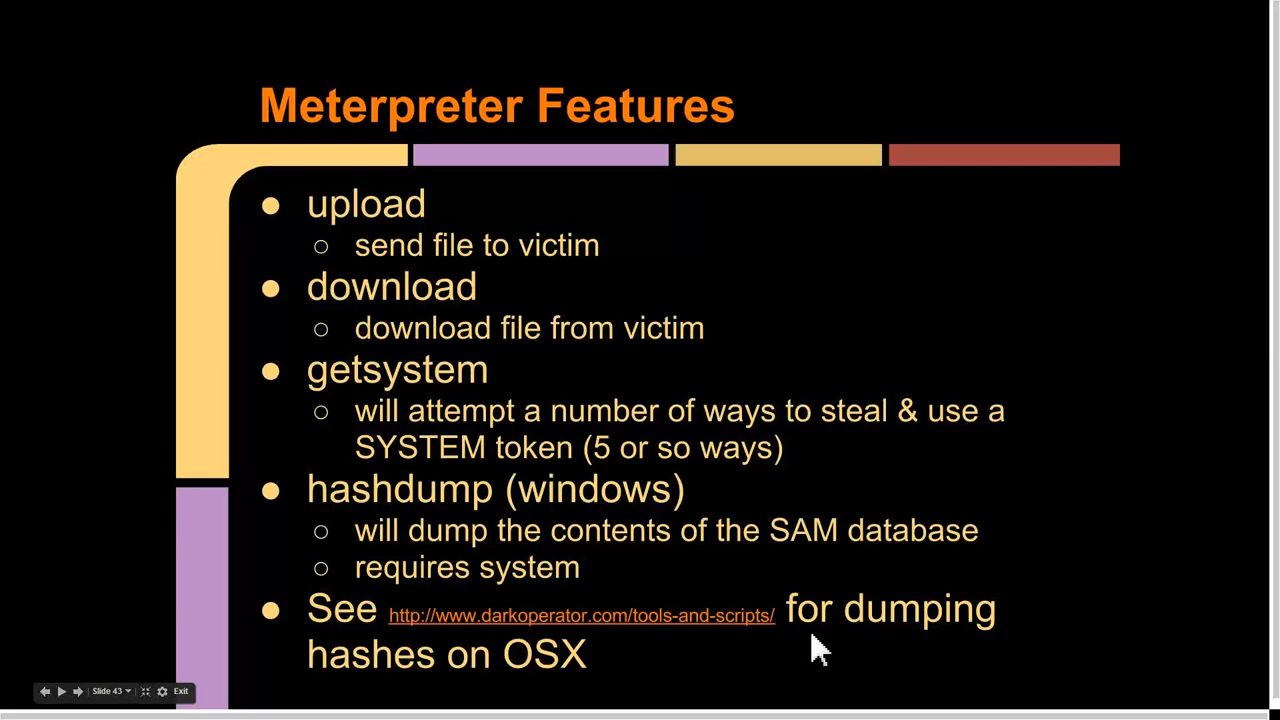 Meterpreter Features
● upload
○ send file to victim
● download
○ download file from victim
● getsystem
○ will attempt a number of ways to steal & use a
SYSTEM token (5 or so ways)
● hashdump (windows)
○ will dump the contents of the SAM database
○ requires system
● See http://www.darkoperator.com/tools-and-scripts/ for dumping
hashes on OSX
Slide 43
Exit